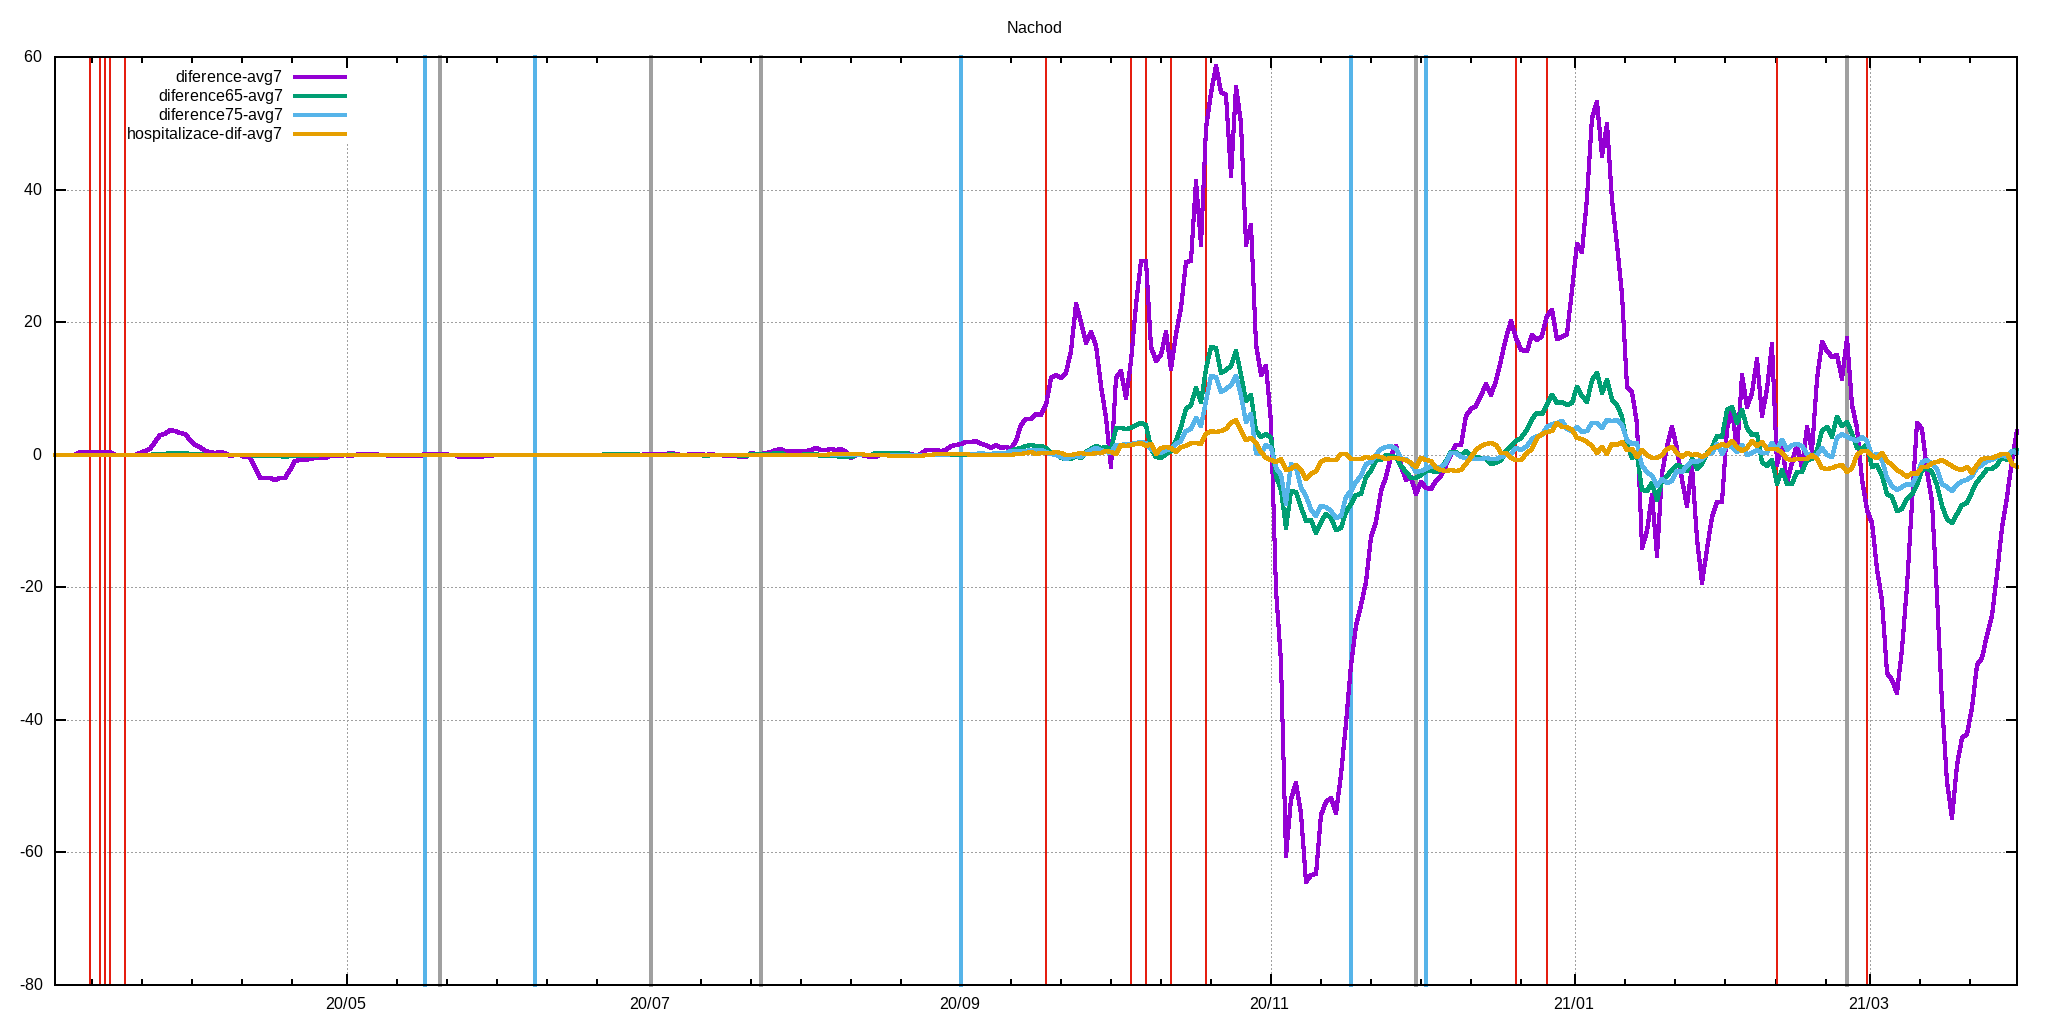 Nachod
60
diference-avg7
diference65-avg7
diference75-avg7
hospitalizace-dif-avg7
40
20
0
-20
-40
-60
-80
20/05 20/07 20/09 20/11 21/01 21/03